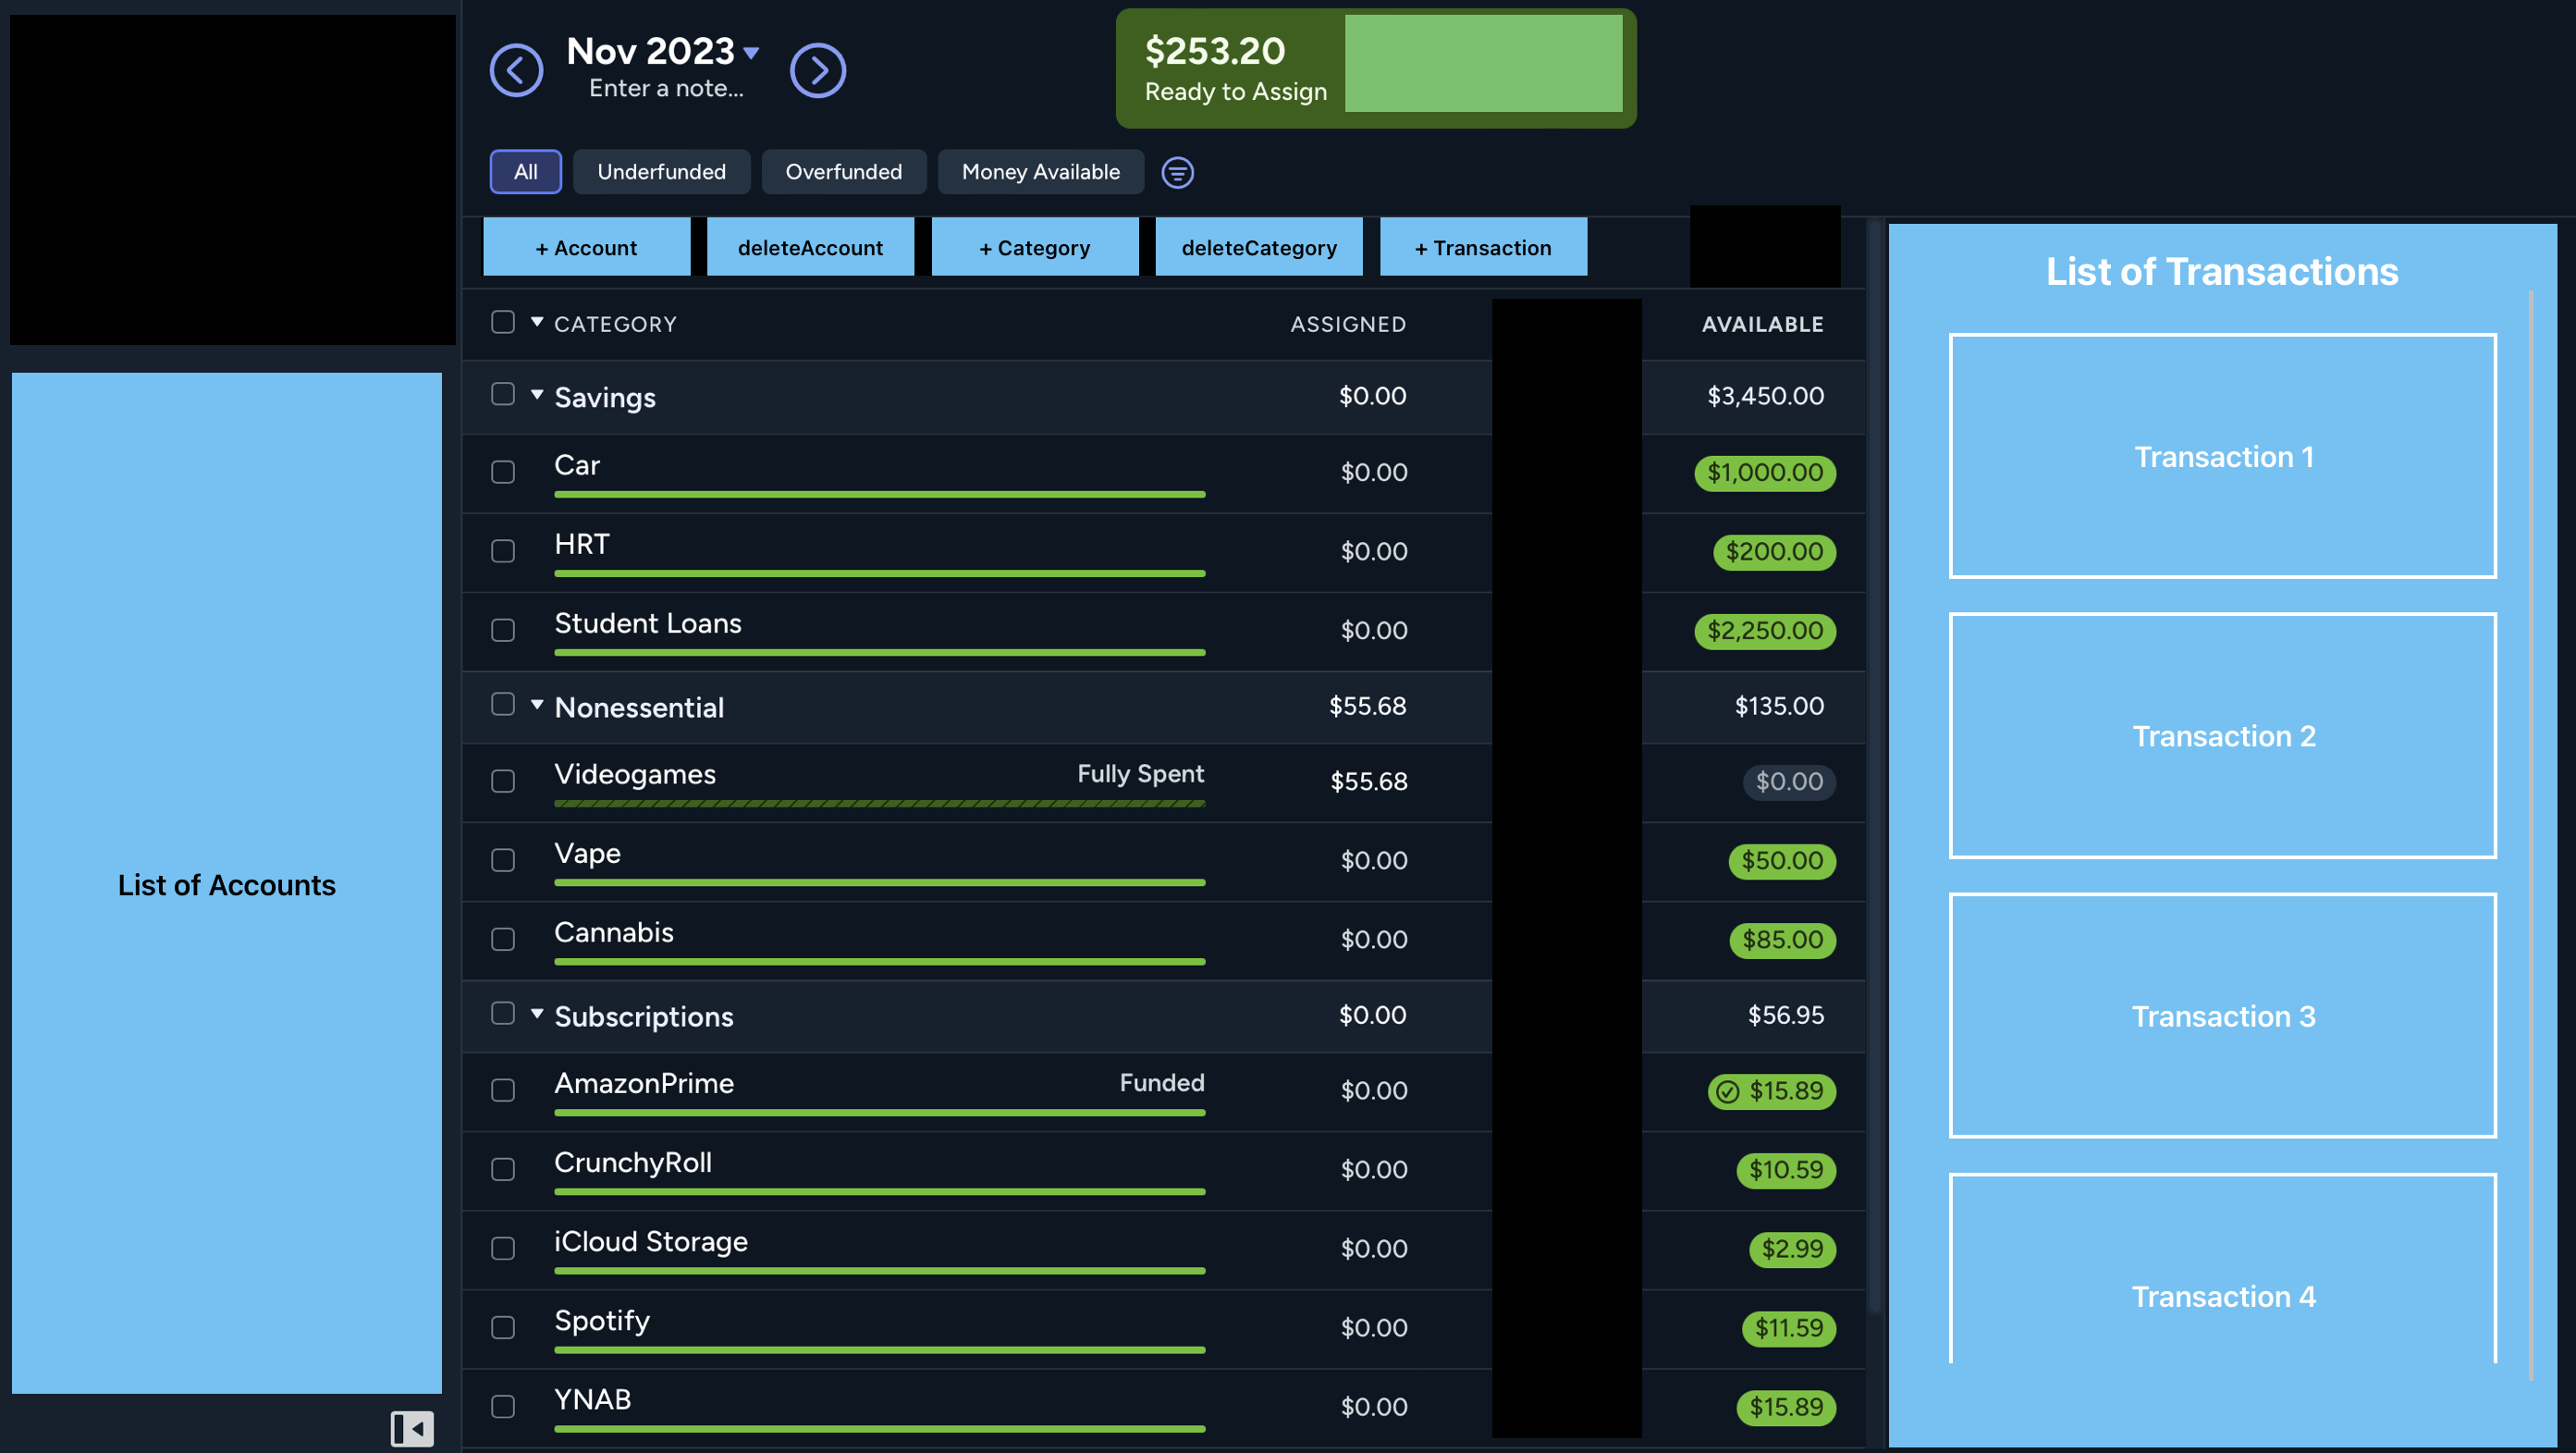 Nov 2023
Enter a note...
$253.20
Ready to Assign
All Underfunded Overfunded Money Available
+ Account deleteAccount + Category deleteCategory + Transaction
CATEGORY ASSIGNED AVAILABLE
Savings $0.00 $3,450.00
Car $0.00 $1,000.00
HRT $0.00 $200.00
Student Loans $0.00 $2,250.00
Nonessential $55.68 $135.00
Videogames Fully Spent $55.68 $0.00
Vape $0.00 $50.00
Cannabis $0.00 $85.00
Subscriptions $0.00 $56.95
AmazonPrime Funded $0.00 $15.89
CrunchyRoll $0.00 $10.59
iCloud Storage $0.00 $2.99
Spotify $0.00 $11.59
YNAB $0.00 $15.89
List of Accounts
List of Transactions
Transaction 1
Transaction 2
Transaction 3
Transaction 4